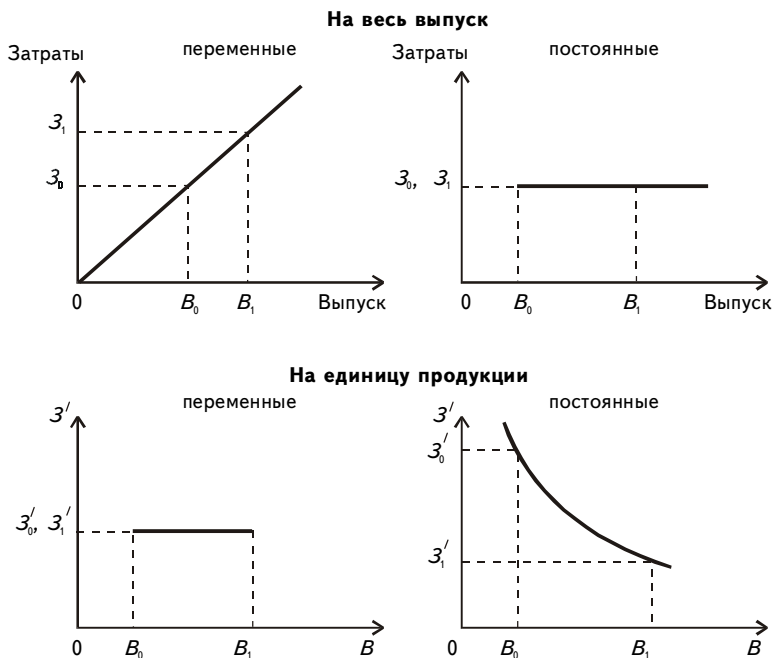 На весь выпуск
Затраты переменные Затраты постоянные
З₁
З₀ З₀, З₁
0 В₀ В₁ Выпуск 0 В₀ В₁ Выпуск
На единицу продукции
З′ переменные З′ постоянные
З₀′
З₀′, З₁′
З₁′
0 В₀ В₁ В 0 В₀ В₁ В